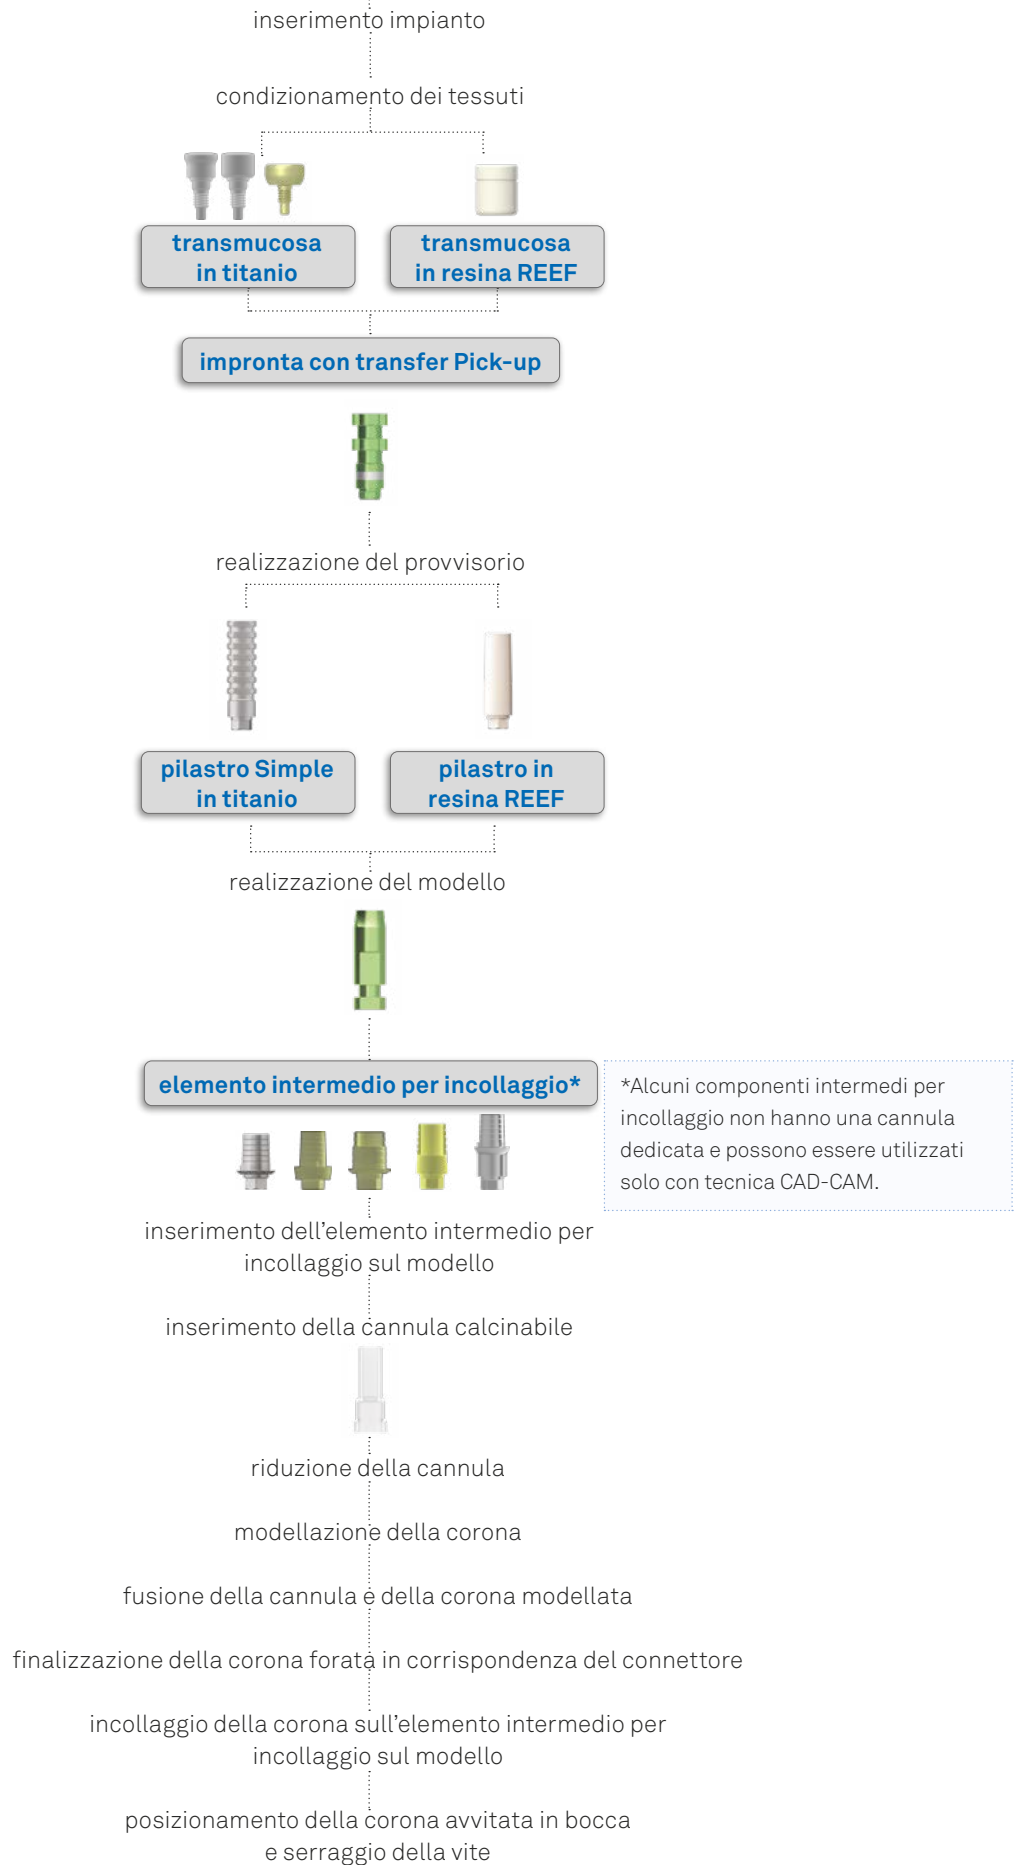 inserimento impianto
condizionamento dei tessuti
transmucosa
in titanio
transmucosa
in resina REEF
impronta con transfer Pick-up
realizzazione del provvisorio
pilastro Simple
in titanio
pilastro in
resina REEF
realizzazione del modello
elemento intermedio per incollaggio*
*Alcuni componenti intermedi per
incollaggio non hanno una cannula
dedicata e possono essere utilizzati
solo con tecnica CAD-CAM.
inserimento dell'elemento intermedio per
incollaggio sul modello
inserimento della cannula calcinabile
riduzione della cannula
modellazione della corona
fusione della cannula e della corona modellata
finalizzazione della corona forata in corrispondenza del connettore
incollaggio della corona sull'elemento intermedio per
incollaggio sul modello
posizionamento della corona avvitata in bocca
e serraggio della vite